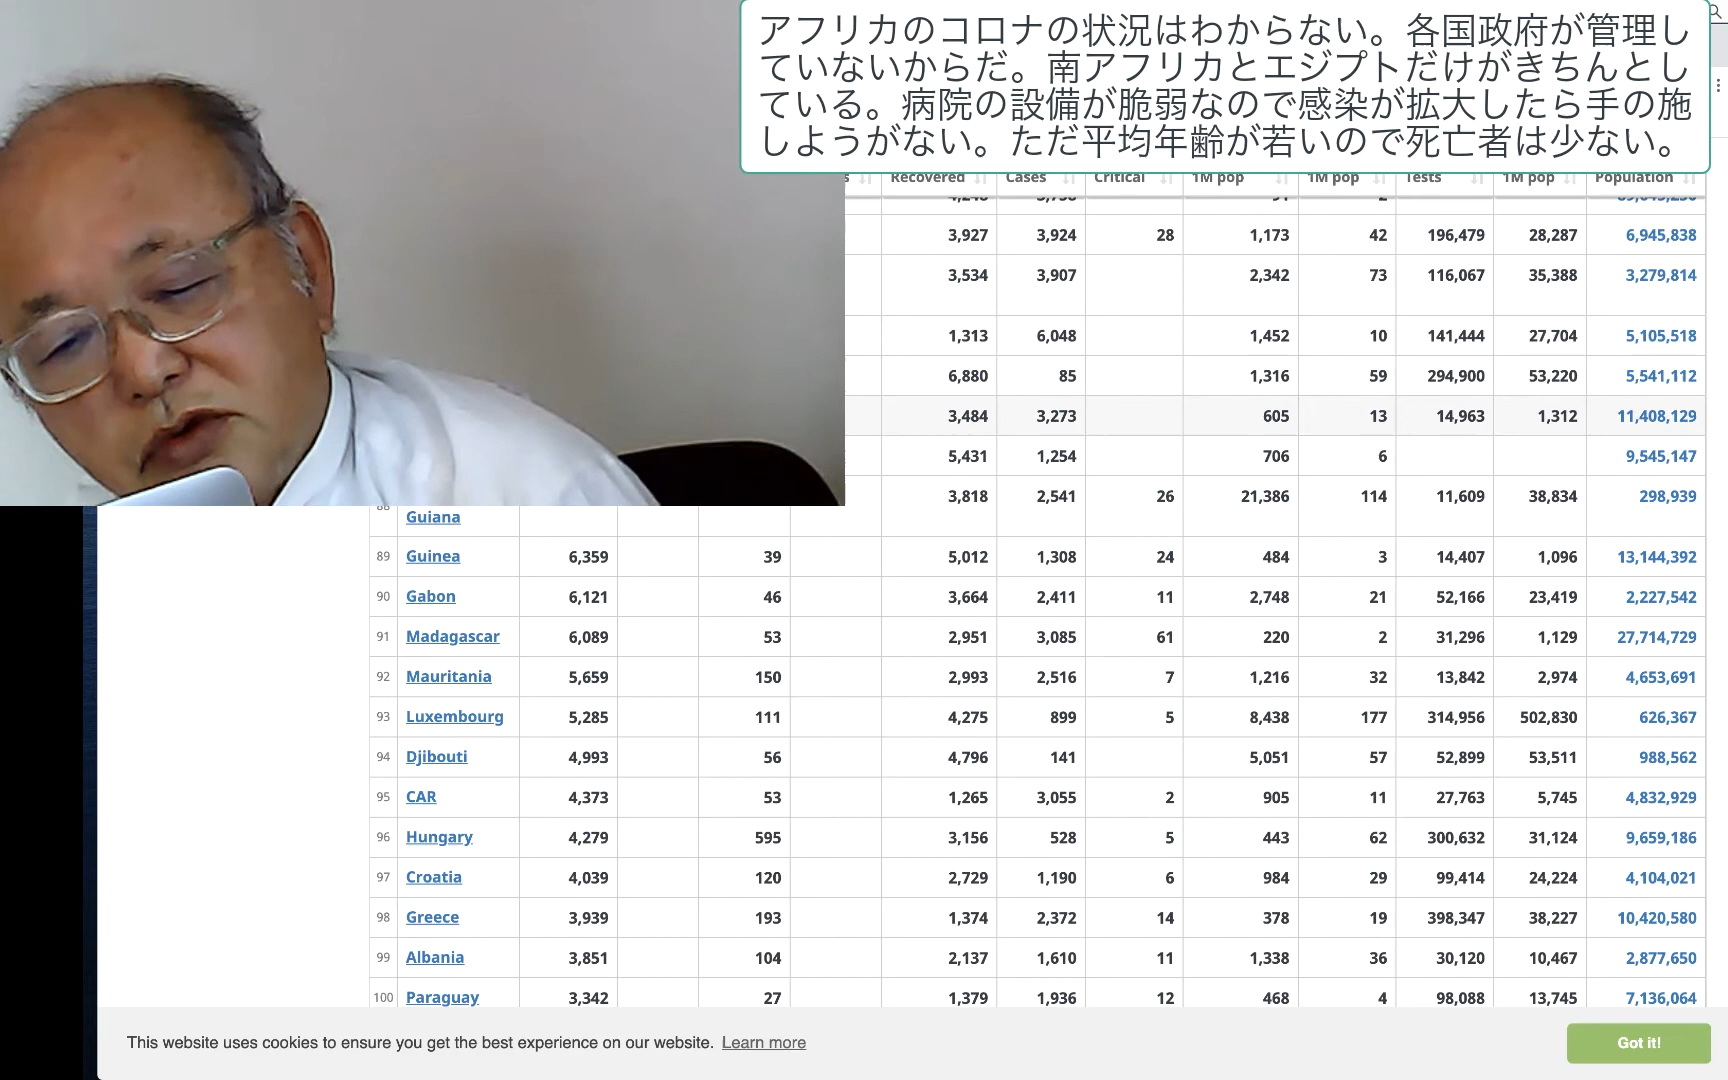 アフリカのコロナの状況はわからない。各国政府が管理し
ていないからだ。南アフリカとエジプトだけがきちんとし
ている。病院の設備が脆弱なので感染が拡大したら手の施
しようがない。ただ平均年齢が若いので死亡者は少ない。
Recovered Cases Critical 1M pop 1M pop Tests 1M pop Population
3,927 3,924 28 1,173 42 196,479 28,287 6,945,838
3,534 3,907 2,342 73 116,067 35,388 3,279,814
1,313 6,048 1,452 10 141,444 27,704 5,105,518
6,880 85 1,316 59 294,900 53,220 5,541,112
3,484 3,273 605 13 14,963 1,312 11,408,129
5,431 1,254 706 6 9,545,147
3,818 2,541 26 21,386 114 11,609 38,834 298,939
Guiana
89 Guinea 6,359 39 5,012 1,308 24 484 3 14,407 1,096 13,144,392
90 Gabon 6,121 46 3,664 2,411 11 2,748 21 52,166 23,419 2,227,542
91 Madagascar 6,089 53 2,951 3,085 61 220 2 31,296 1,129 27,714,729
92 Mauritania 5,659 150 2,993 2,516 7 1,216 32 13,842 2,974 4,653,691
93 Luxembourg 5,285 111 4,275 899 5 8,438 177 314,956 502,830 626,367
94 Djibouti 4,993 56 4,796 141 5,051 57 52,899 53,511 988,562
95 CAR 4,373 53 1,265 3,055 2 905 11 27,763 5,745 4,832,929
96 Hungary 4,279 595 3,156 528 5 443 62 300,632 31,124 9,659,186
97 Croatia 4,039 120 2,729 1,190 6 984 29 99,414 24,224 4,104,021
98 Greece 3,939 193 1,374 2,372 14 378 19 398,347 38,227 10,420,580
99 Albania 3,851 104 2,137 1,610 11 1,338 36 30,120 10,467 2,877,650
100 Paraguay 3,342 27 1,379 1,936 12 468 4 98,088 13,745 7,136,064
This website uses cookies to ensure you get the best experience on our website. Learn more
Got it!